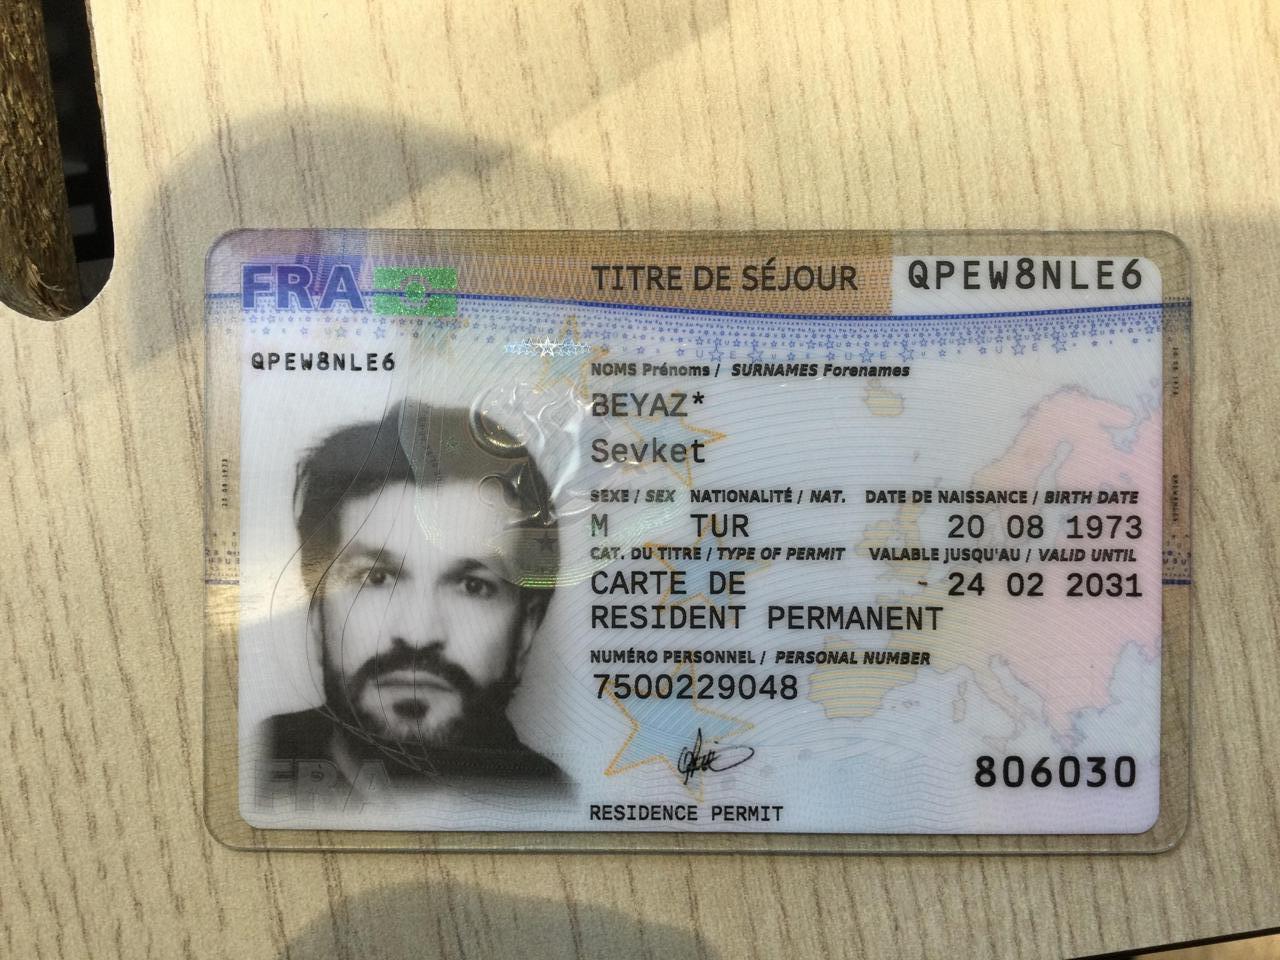 FRA
TITRE DE SÉJOUR
QPEW8NLE6
QPEW8NLE6
NOMS Prénoms / SURNAMES Forenames
BEYAZ*
Sevket
SEXE / SEX NATIONALITÉ / NAT. DATE DE NAISSANCE / BIRTH DATE
M TUR 20 08 1973
CAT. DU TITRE / TYPE OF PERMIT VALABLE JUSQU'AU / VALID UNTIL
CARTE DE - 24 02 2031
RESIDENT PERMANENT
NUMÉRO PERSONNEL / PERSONAL NUMBER
7500229048
806030
RESIDENCE PERMIT
FRA